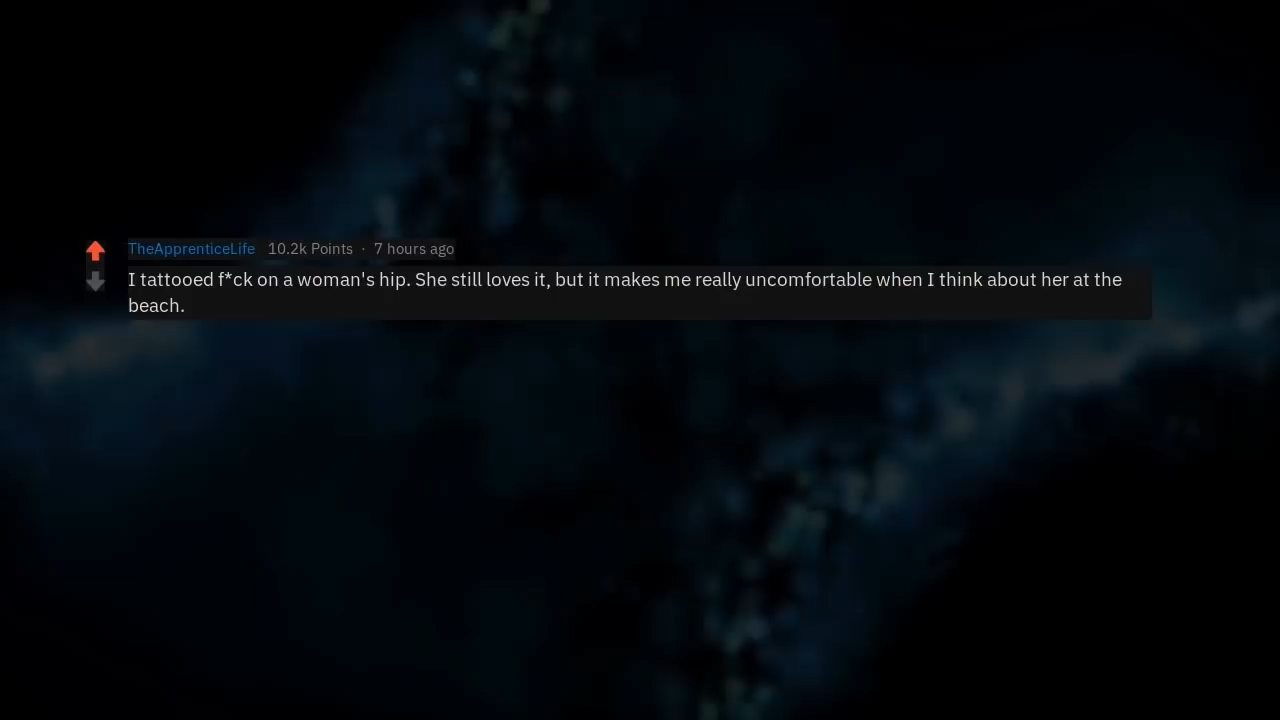 TheApprenticeLife 10.2k Points · 7 hours ago
I tattooed f*ck on a woman's hip. She still loves it, but it makes me really uncomfortable when I think about her at the
beach.